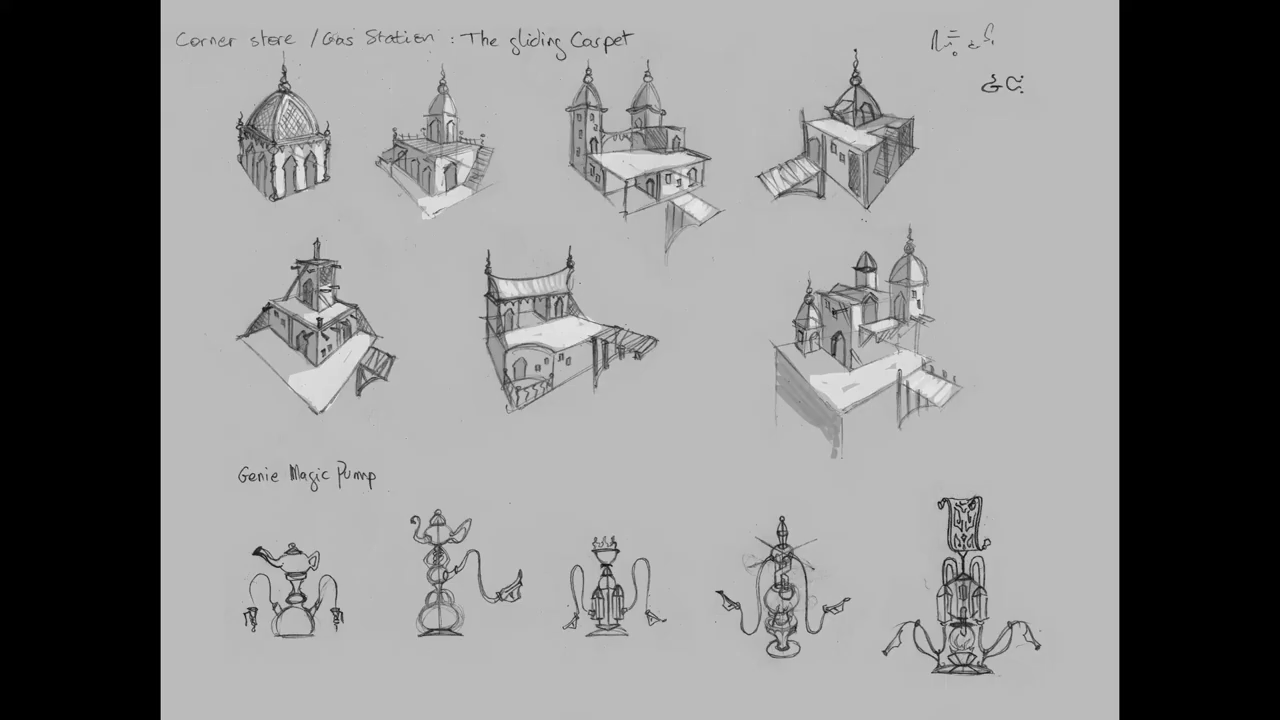 Corner store / Gas Station : The gliding Carpet
Genie Magic Pump